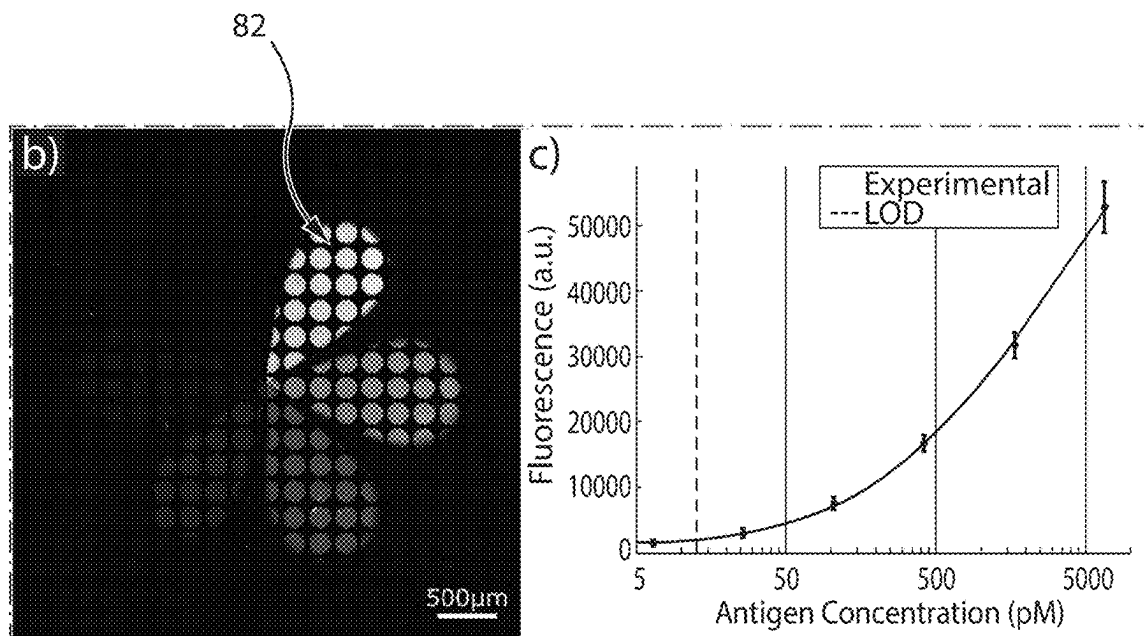 82
b)
500µm
c)
Experimental
LOD
Fluorescence (a.u.)
50000
40000
30000
20000
10000
0
5
50
500
5000
Antigen Concentration (pM)